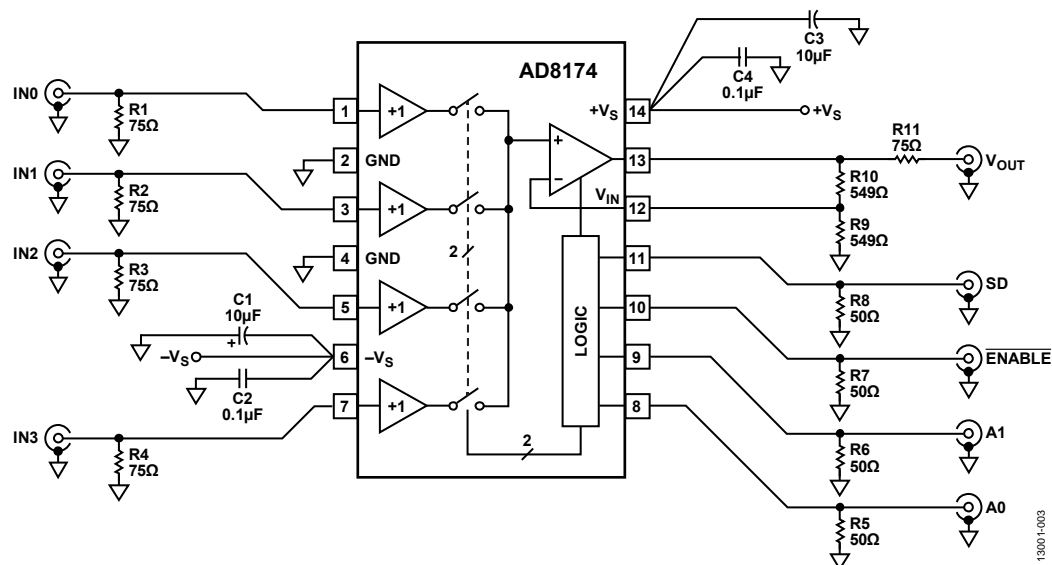 C3
10µF
AD8174
C4
0.1µF
IN0
R1
75Ω
1
+1
+VS
14
+VS
R11
75Ω
2
GND
13
VOUT
R10
549Ω
IN1
R2
75Ω
3
+1
VIN
12
R9
549Ω
IN2
R3
75Ω
4
GND
2
11
SD
R8
50Ω
C1
10µF
+
5
+1
LOGIC
10
–VS
6
–VS
9
ENABLE
R7
50Ω
C2
0.1µF
7
+1
8
IN3
R4
75Ω
2
A1
R6
50Ω
A0
R5
50Ω
+
–
13001-003